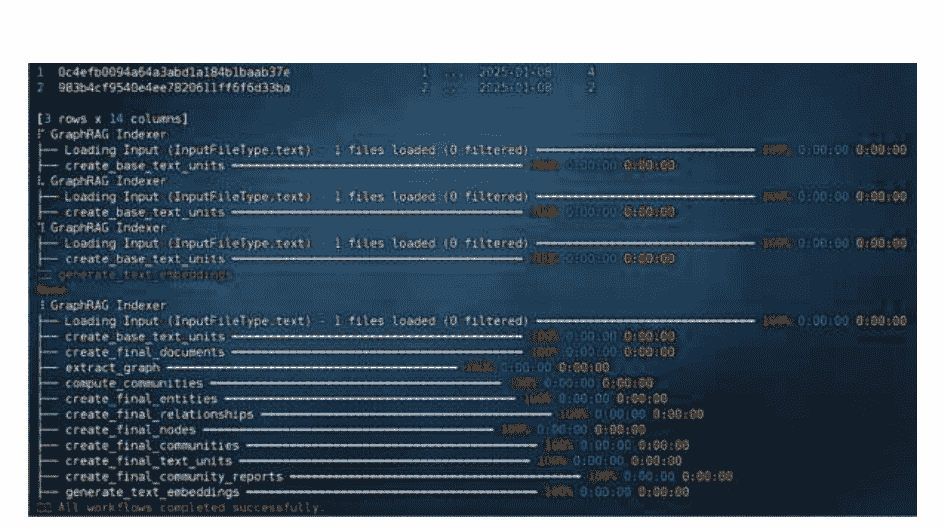 1 0c4efb0094a64a3abd1a184b1baab37e 1 ... 2025-01-08 4
2 903b4cf9540e4ee7820611ff6f6d33ba 2 ... 2025-01-08 2
[3 rows x 14 columns]
GraphRAG Indexer
Loading Input (InputFileType.text) - 1 files loaded (0 filtered) 100% 0:00:00 0:00:00
create_base_text_units 100% 0:00:00 0:00:00
GraphRAG Indexer
Loading Input (InputFileType.text) - 1 files loaded (0 filtered) 100% 0:00:00 0:00:00
create_base_text_units 100% 0:00:00 0:00:00
GraphRAG Indexer
Loading Input (InputFileType.text) - 1 files loaded (0 filtered) 100% 0:00:00 0:00:00
create_base_text_units 100% 0:00:00 0:00:00
generate_text_embeddings
GraphRAG Indexer
Loading Input (InputFileType.text) - 1 files loaded (0 filtered) 100% 0:00:00 0:00:00
create_base_text_units 100% 0:00:00 0:00:00
create_final_documents 100% 0:00:00 0:00:00
extract_graph 100% 0:00:00 0:00:00
compute_communities 100% 0:00:00 0:00:00
create_final_entities 100% 0:00:00 0:00:00
create_final_relationships 100% 0:00:00 0:00:00
create_final_nodes 100% 0:00:00 0:00:00
create_final_communities 100% 0:00:00 0:00:00
create_final_text_units 100% 0:00:00 0:00:00
create_final_community_reports 100% 0:00:00 0:00:00
generate_text_embeddings 100% 0:00:00 0:00:00
All workflows completed successfully.